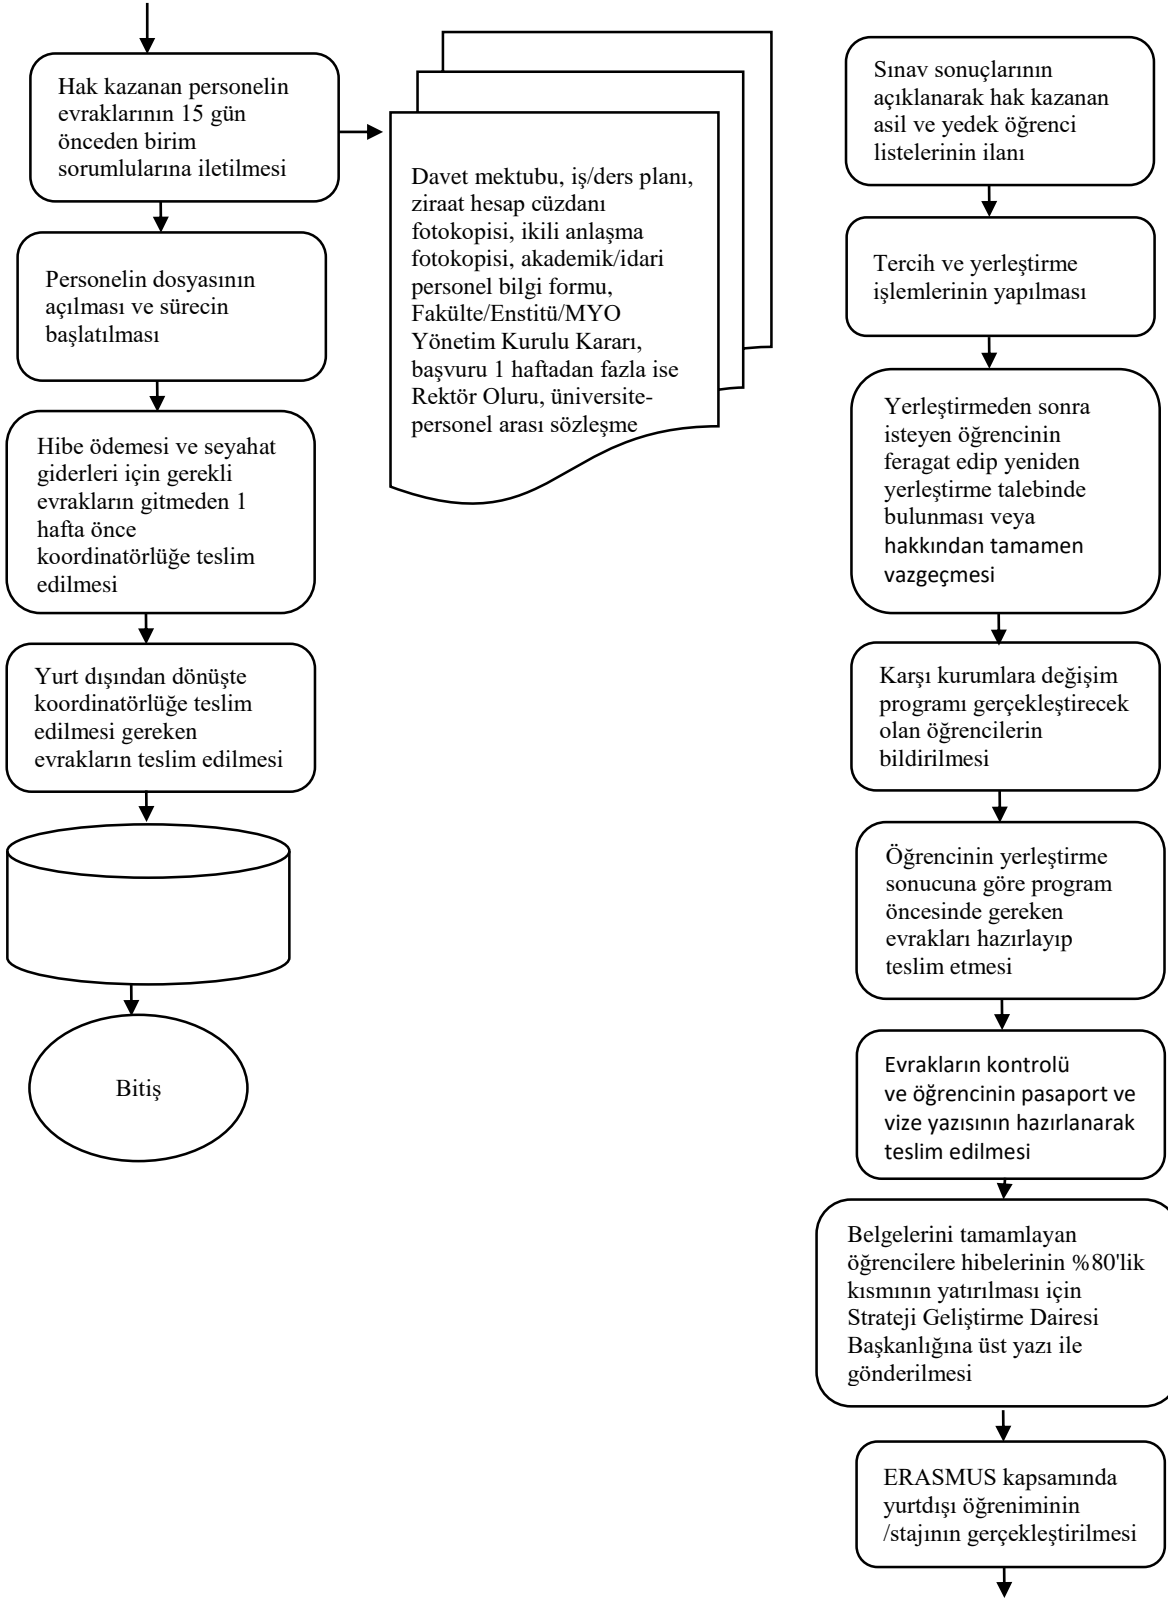 Hak kazanan personelin
evraklarının 15 gün
önceden birim
sorumlularına iletilmesi
Personelin dosyasının
açılması ve sürecin
başlatılması
Hibe ödemesi ve seyahat
giderleri için gerekli
evrakların gitmeden 1
hafta önce
koordinatörlüğe teslim
edilmesi
Yurt dışından dönüşte
koordinatörlüğe teslim
edilmesi gereken
evrakların teslim edilmesi
Bitiş
Davet mektubu, iş/ders planı,
ziraat hesap cüzdanı
fotokopisi, ikili anlaşma
fotokopisi, akademik/idari
personel bilgi formu,
Fakülte/Enstitü/MYO
Yönetim Kurulu Kararı,
başvuru 1 haftadan fazla ise
Rektör Oluru, üniversite-
personel arası sözleşme
Sınav sonuçlarının
açıklanarak hak kazanan
asil ve yedek öğrenci
listelerinin ilanı
Tercih ve yerleştirme
işlemlerinin yapılması
Yerleştirmeden sonra
isteyen öğrencinin
feragat edip yeniden
yerleştirme talebinde
bulunması veya
hakkından tamamen
vazgeçmesi
Karşı kurumlara değişim
programı gerçekleştirecek
olan öğrencilerin
bildirilmesi
Öğrencinin yerleştirme
sonucuna göre program
öncesinde gereken
evrakları hazırlayıp
teslim etmesi
Evrakların kontrolü
ve öğrencinin pasaport ve
vize yazısının hazırlanarak
teslim edilmesi
Belgelerini tamamlayan
öğrencilere hibelerinin %80'lik
kısmının yatırılması için
Strateji Geliştirme Dairesi
Başkanlığına üst yazı ile
gönderilmesi
ERASMUS kapsamında
yurtdışı öğreniminin
/stajının gerçekleştirilmesi